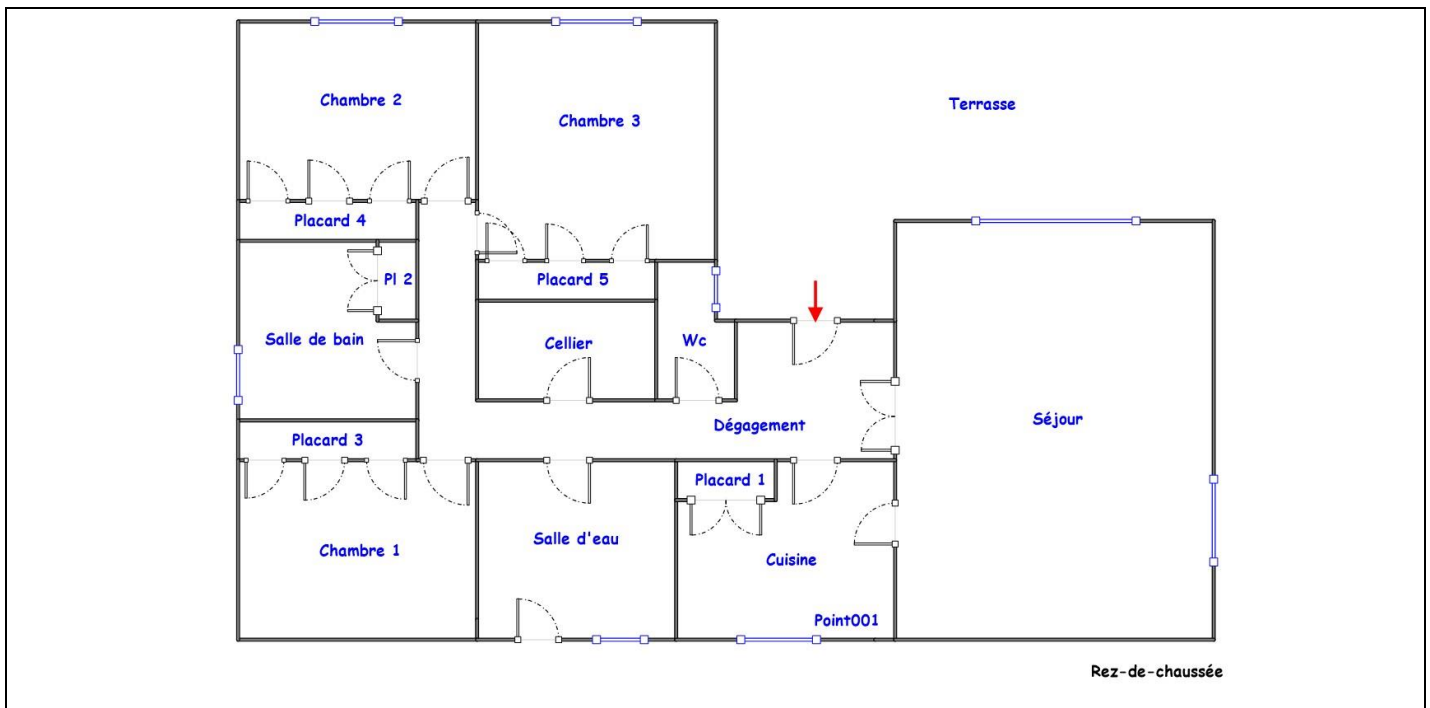 Chambre 2
Chambre 3
Terrasse
Placard 4
Pl 2
Placard 5
Salle de bain
Cellier
Wc
Dégagement
Séjour
Placard 3
Placard 1
Chambre 1
Salle d'eau
Cuisine
Point001
Rez-de-chaussée